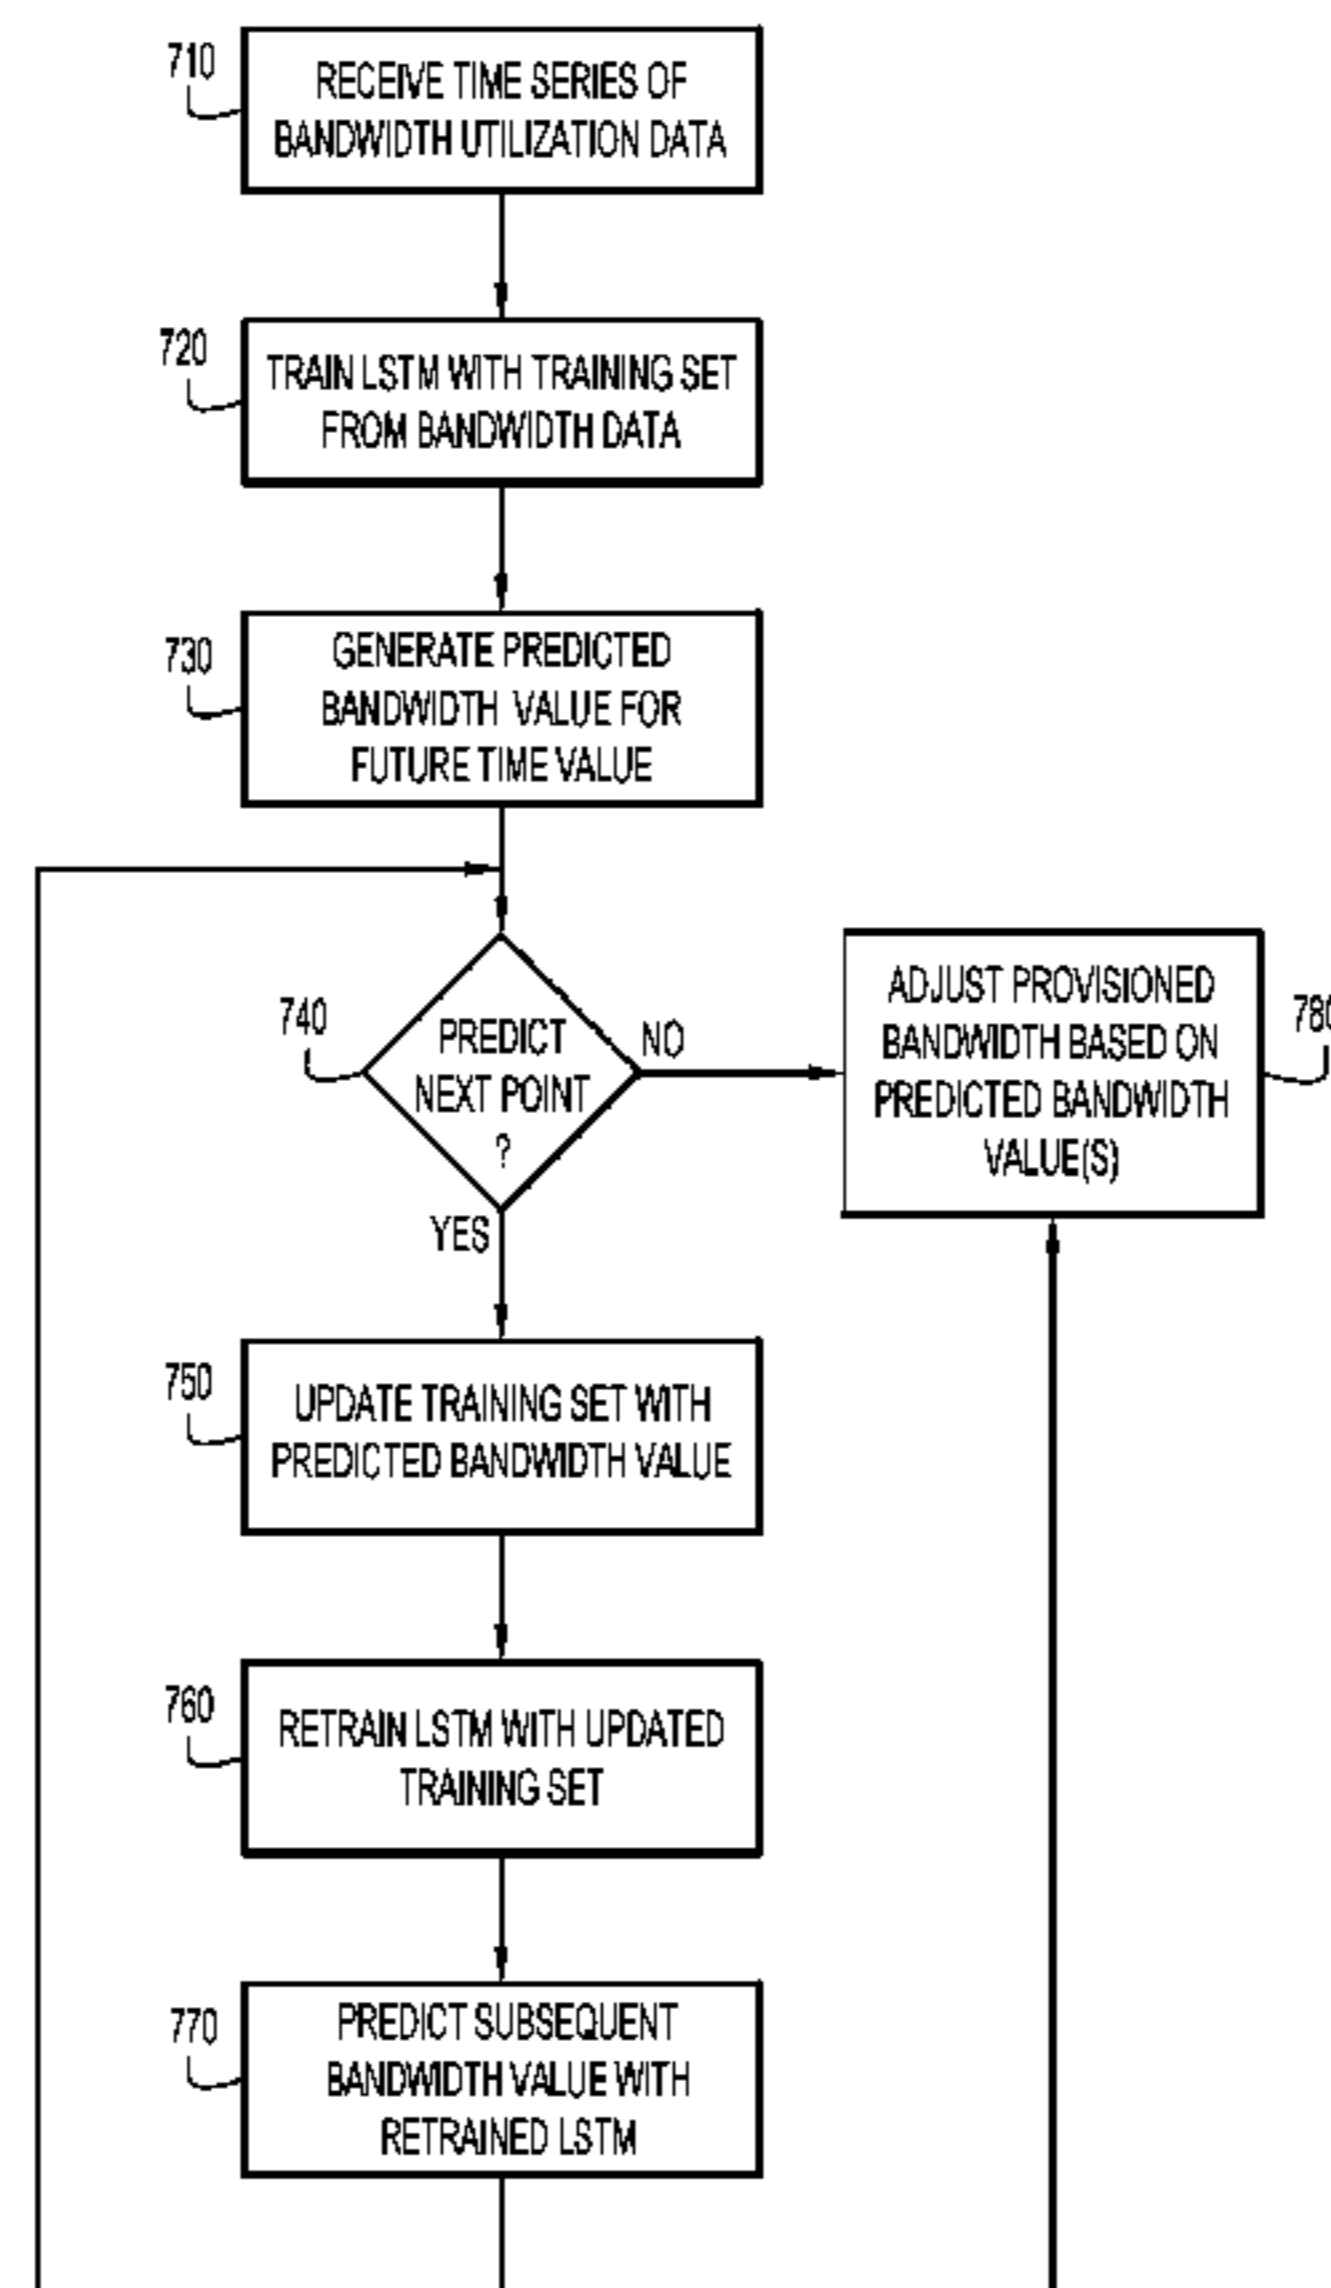 710
RECEIVE TIME SERIES OF
BANDWIDTH UTILIZATION DATA
720
TRAIN LSTM WITH TRAINING SET
FROM BANDWIDTH DATA
730
GENERATE PREDICTED
BANDWIDTH VALUE FOR
FUTURE TIME VALUE
740
PREDICT
NEXT POINT
?
NO
YES
ADJUST PROVISIONED
BANDWIDTH BASED ON
PREDICTED BANDWIDTH
VALUE(S)
780
750
UPDATE TRAINING SET WITH
PREDICTED BANDWIDTH VALUE
760
RETRAIN LSTM WITH UPDATED
TRAINING SET
770
PREDICT SUBSEQUENT
BANDWIDTH VALUE WITH
RETRAINED LSTM